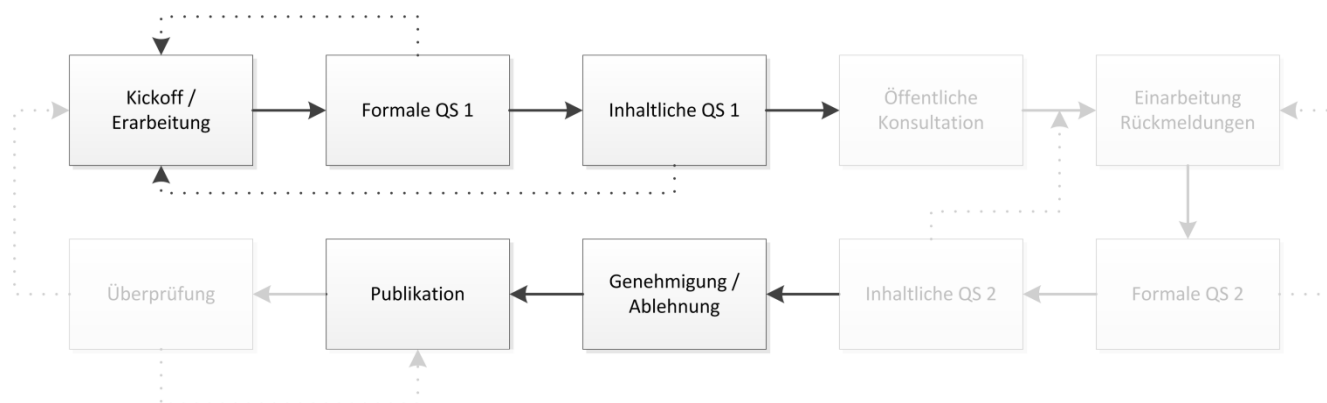 Kickoff /
Erarbeitung
Formale QS 1
Inhaltliche QS 1
Öffentliche
Konsultation
Einarbeitung
Rückmeldungen
Überprüfung
Publikation
Genehmigung /
Ablehnung
Inhaltliche QS 2
Formale QS 2